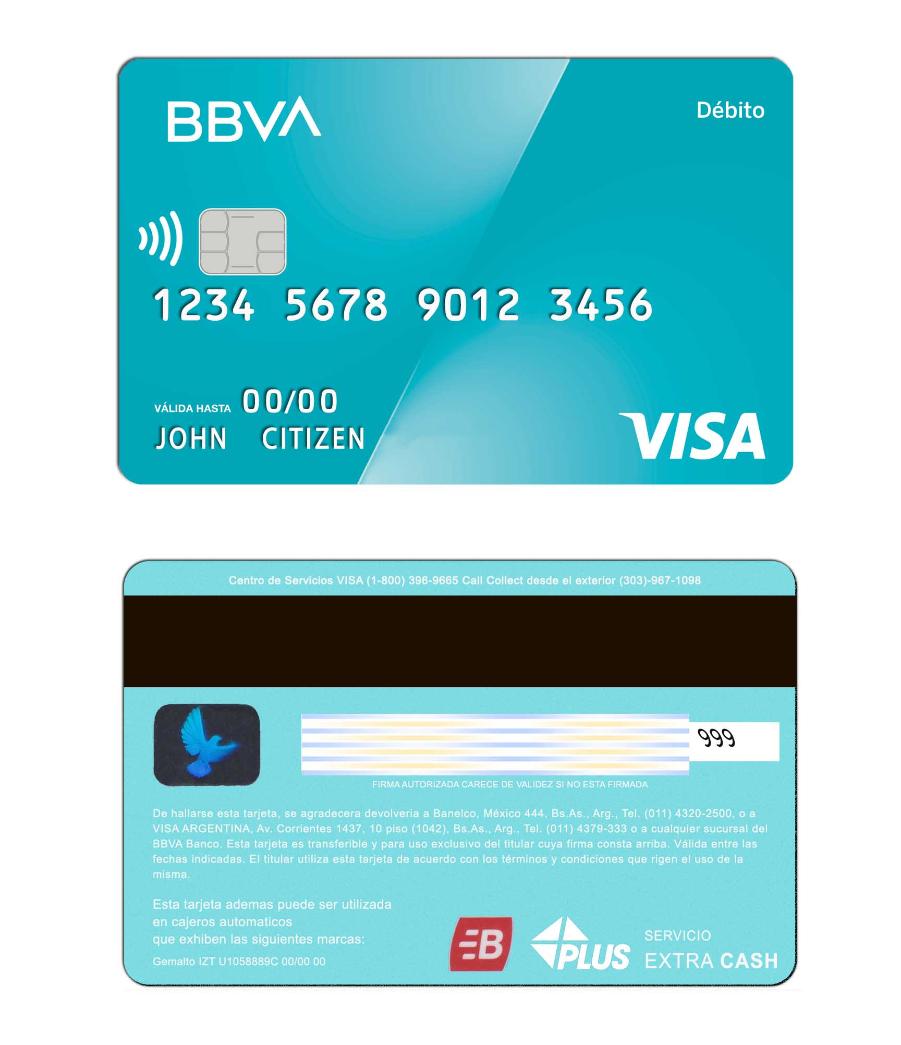 BBVA
Débito
1234 5678 9012 3456
VÁLIDA HASTA 00/00
JOHN CITIZEN
VISA
Centro de Servicios VISA (1-800) 396-9665 Call Collect desde el exterior (303)-967-1098
999
FIRMA AUTORIZADA CARECE DE VALIDEZ SI NO ESTA FIRMADA
De hallarse esta tarjeta, se agradecera devolveria a Banelco, México 444, Bs.As., Arg., Tel. (011) 4320-2500, o a
VISA ARGENTINA, Av. Corrientes 1437, 10 piso (1042), Bs.As., Arg., Tel. (011) 4379-333 o a cualquier sucursal del
BBVA Banco. Esta tarjeta es transferible y para uso exclusivo del titular cuya firma consta arriba. Válida entre las
fechas indicadas. El titular utiliza esta tarjeta de acuerdo con los términos y condiciones que rigen el uso de la
misma.
Esta tarjeta ademas puede ser utilizada
en cajeros automaticos
que exhiben las siguientes marcas:
Gemalto IZT U1058889C 00/00 00
B
PLUS
SERVICIO
EXTRA CASH